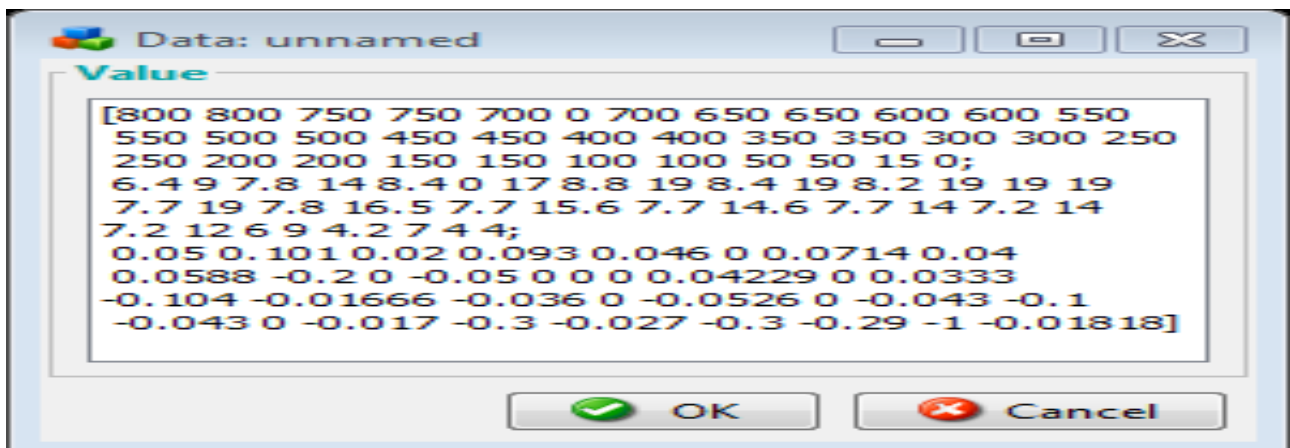 Data: unnamed
Value
[800 800 750 750 700 0 700 650 650 600 600 550
550 500 500 450 450 400 400 350 350 300 300 250
250 200 200 150 150 100 100 50 50 15 0;
6.4 9 7.8 14 8.4 0 17 8.8 19 8.4 19 8.2 19 19 19
7.7 19 7.8 16.5 7.7 15.6 7.7 14.6 7.7 14 7.2 14
7.2 12 6 9 4.2 7 4 4;
0.05 0.101 0.02 0.093 0.046 0 0.0714 0.04
0.0588 -0.2 0 -0.05 0 0 0 0.04229 0 0.0333
-0.104 -0.01666 -0.036 0 -0.0526 0 -0.043 -0.1
-0.043 0 -0.017 -0.3 -0.027 -0.3 -0.29 -1 -0.01818]
OK Cancel